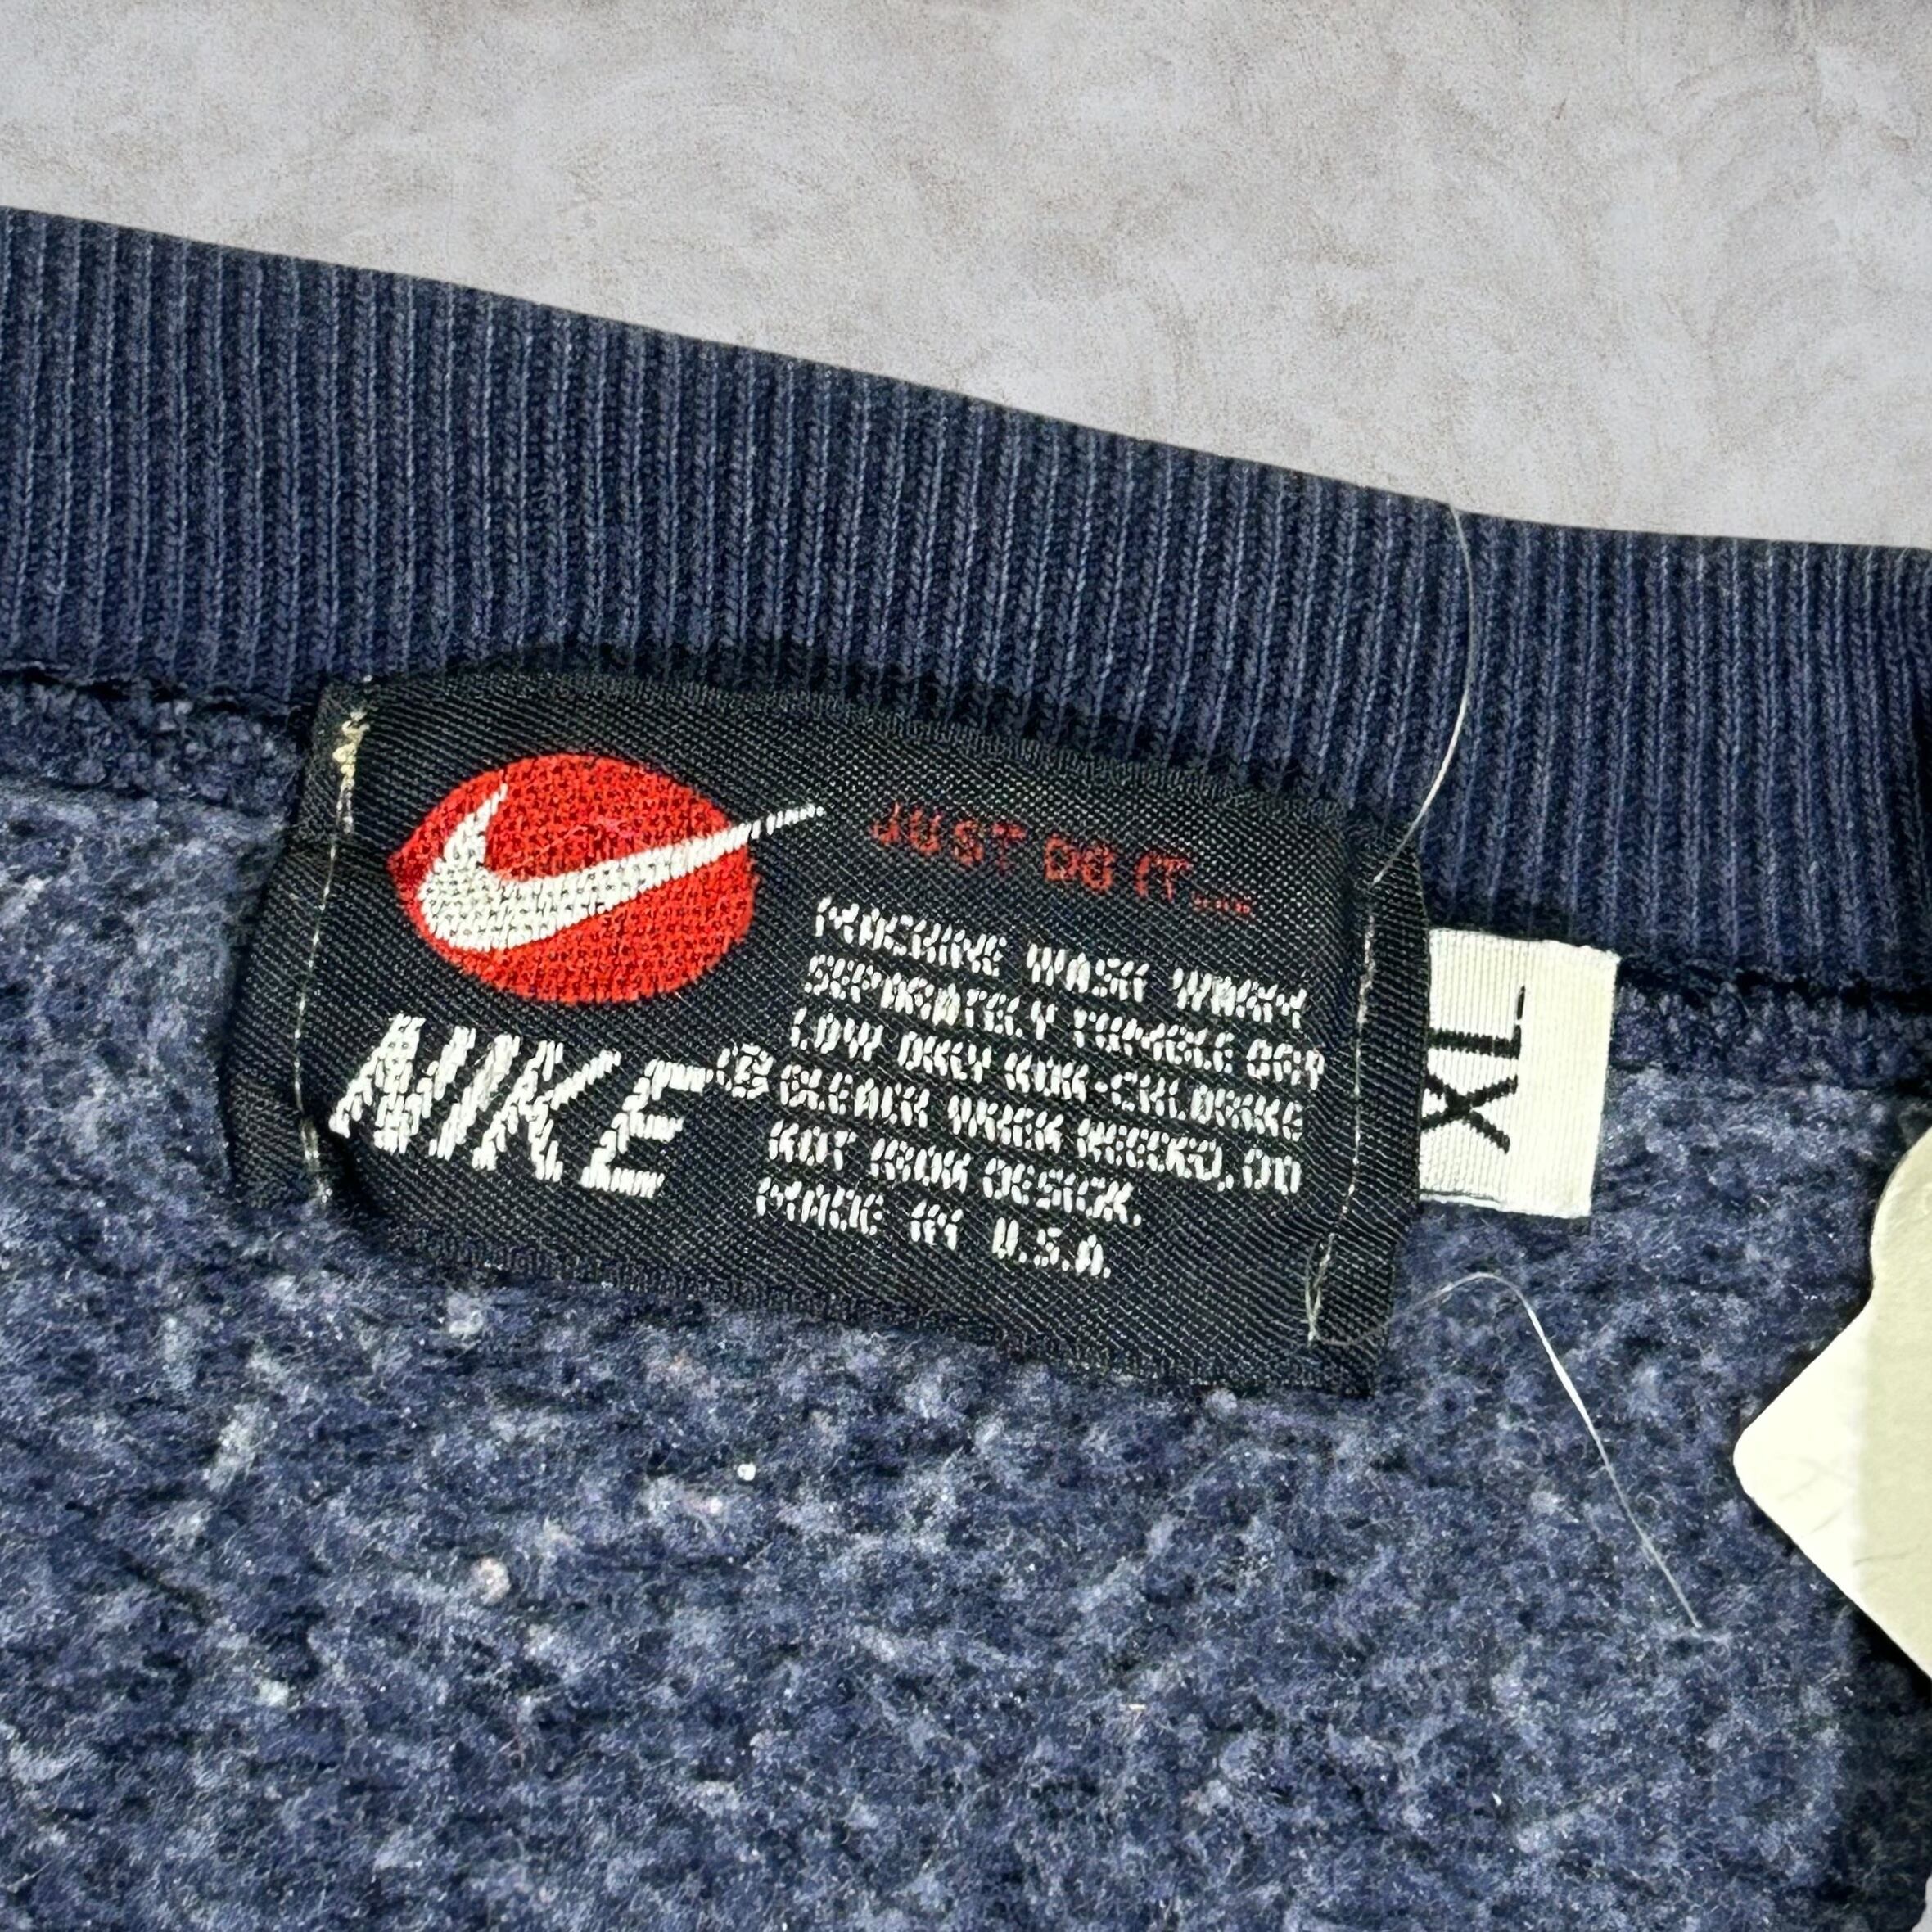 JUST DO IT...
MACHINE WASH WARM
SEPARATELY TUMBLE DRY
LOW ONLY NON-CHLORINE
BLEACH WHEN NEEDED. DO
NOT IRON DESIGN.
MADE IN U.S.A.
NIKE®
XL